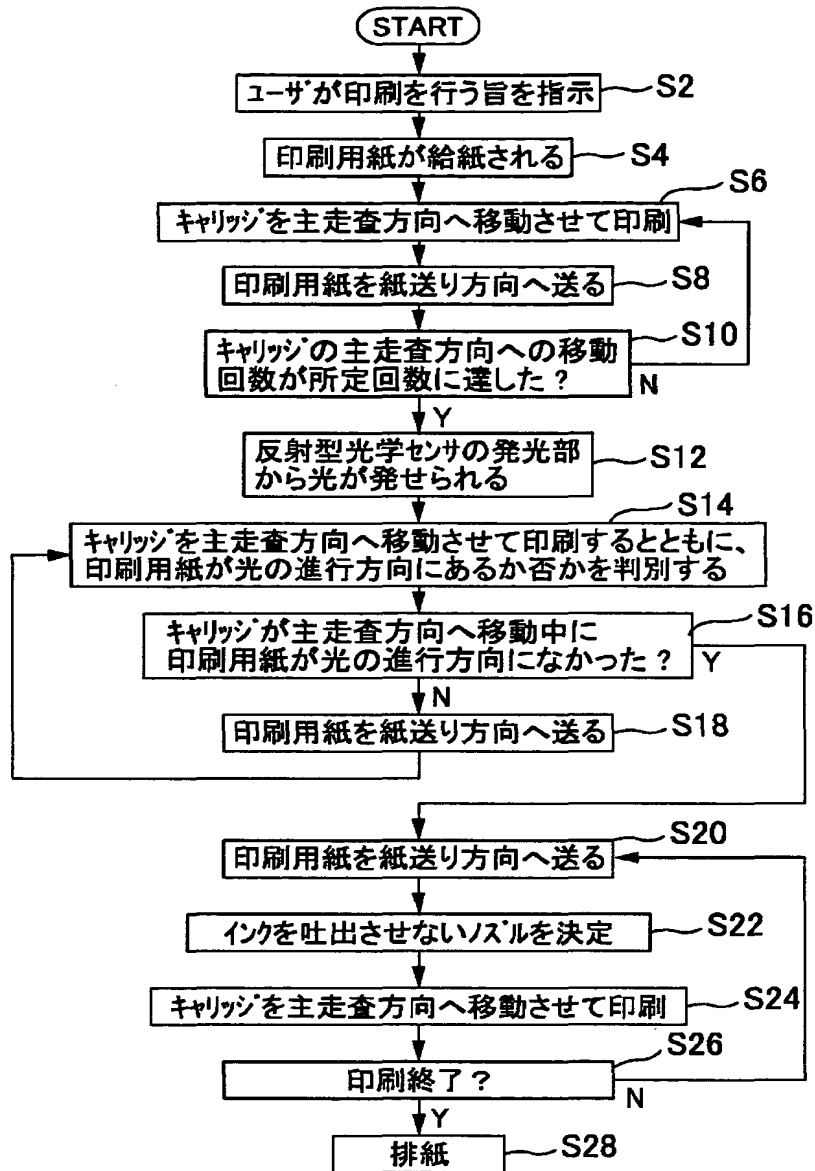 START
ユーザが印刷を行う旨を指示 S2
印刷用紙が給紙される S4
S6
キャリッジを主走査方向へ移動させて印刷
印刷用紙を紙送り方向へ送る S8
S10
キャリッジの主走査方向への移動
回数が所定回数に達した?
N
Y
反射型光学センサの発光部
から光が発せられる
S12
S14
キャリッジを主走査方向へ移動させて印刷するとともに、
印刷用紙が光の進行方向にあるか否かを判別する
キャリッジが主走査方向へ移動中に
印刷用紙が光の進行方向になかった?
S16
Y
N
印刷用紙を紙送り方向へ送る S18
S20
印刷用紙を紙送り方向へ送る
インクを吐出させないノズルを決定 S22
キャリッジを主走査方向へ移動させて印刷 S24
S26
印刷終了?
N
Y
排紙 S28